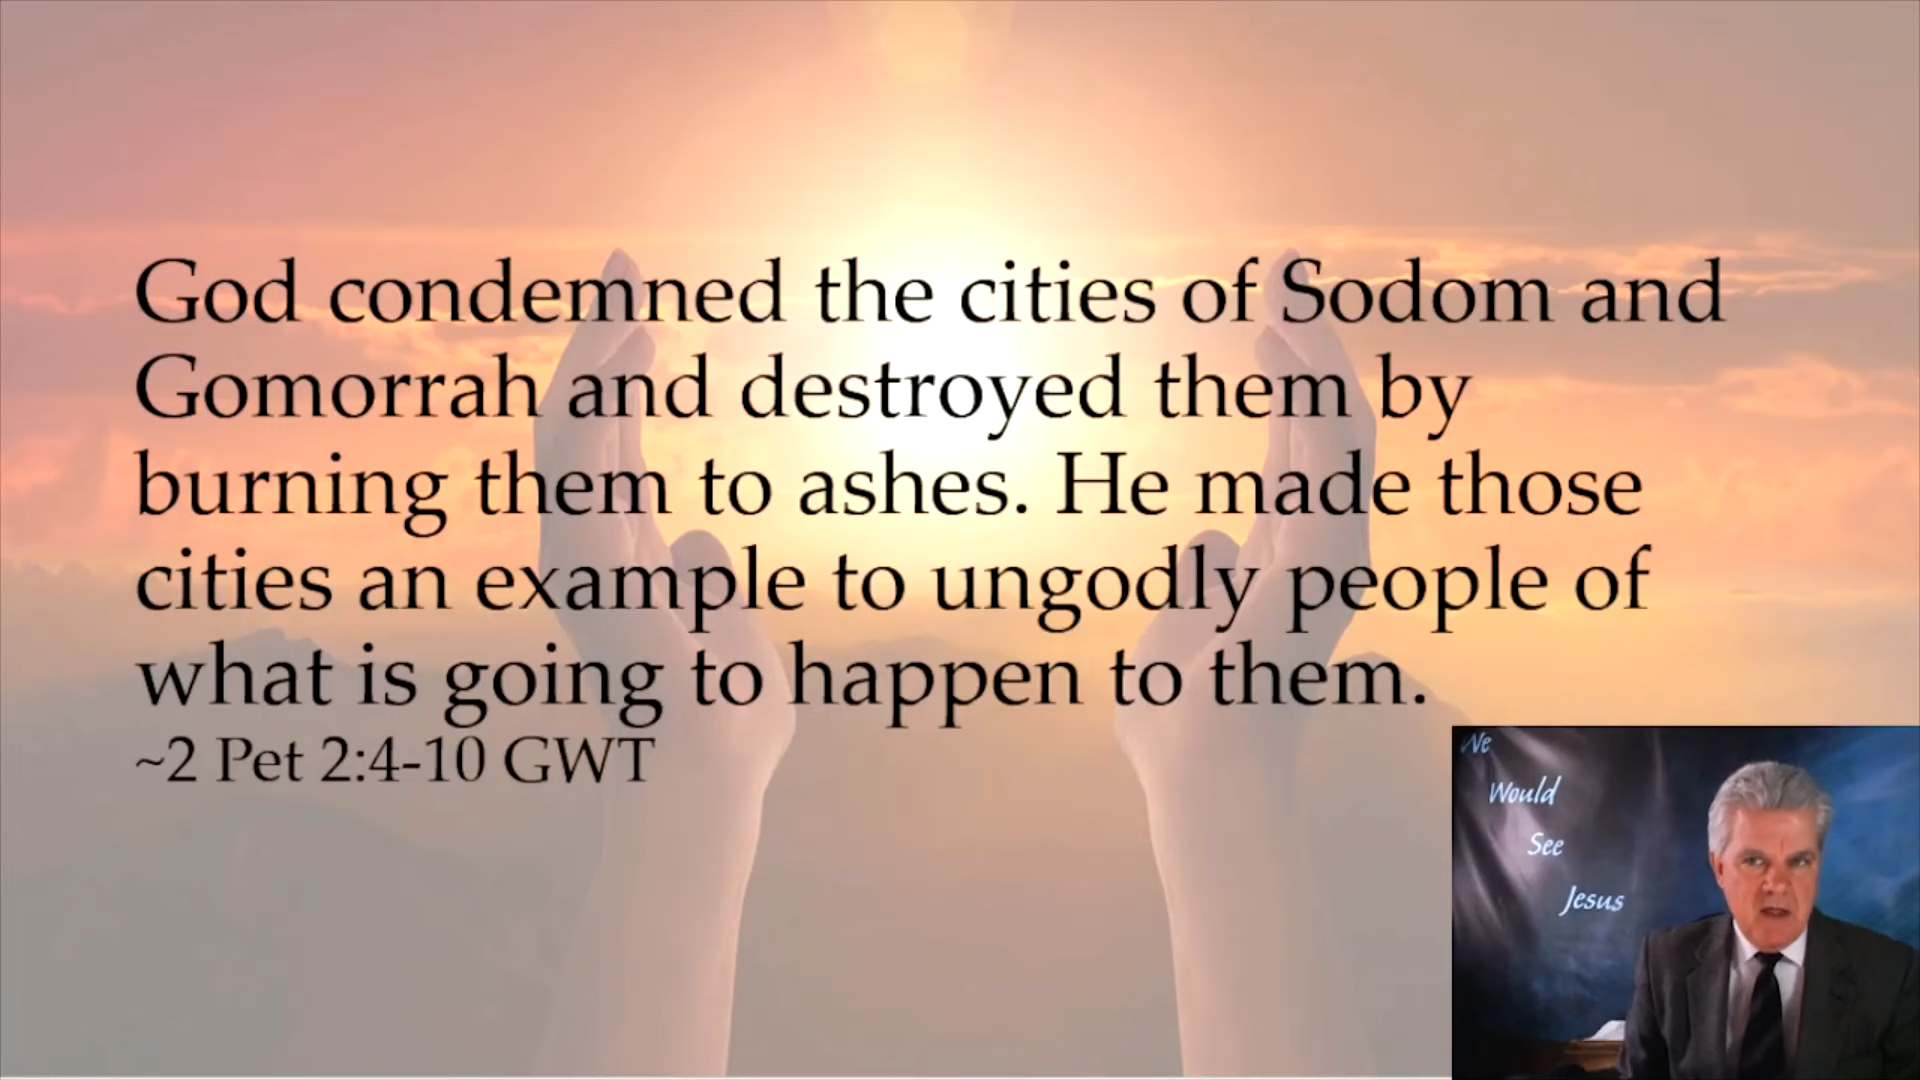 God condemned the cities of Sodom and
Gomorrah and destroyed them by
burning them to ashes. He made those
cities an example to ungodly people of
what is going to happen to them.
~2 Pet 2:4-10 GWT
We
Would
See
Jesus